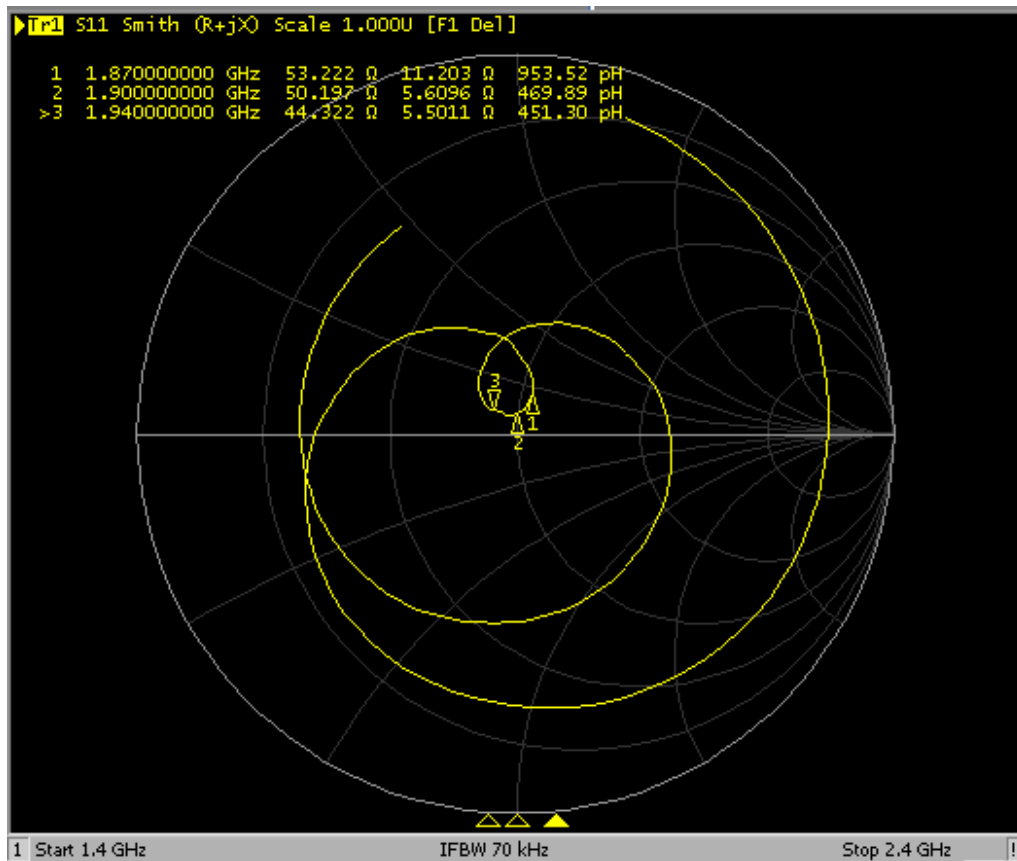 Tr1 S11 Smith (R+jX) Scale 1.000U [F1 Del]
1 1.870000000 GHz 53.222 Ω 11.203 Ω 953.52 pH
2 1.900000000 GHz 50.197 Ω 5.6096 Ω 469.89 pH
>3 1.940000000 GHz 44.322 Ω 5.5011 Ω 451.30 pH
3
1
2
1 Start 1.4 GHz IFBW 70 kHz Stop 2.4 GHz !